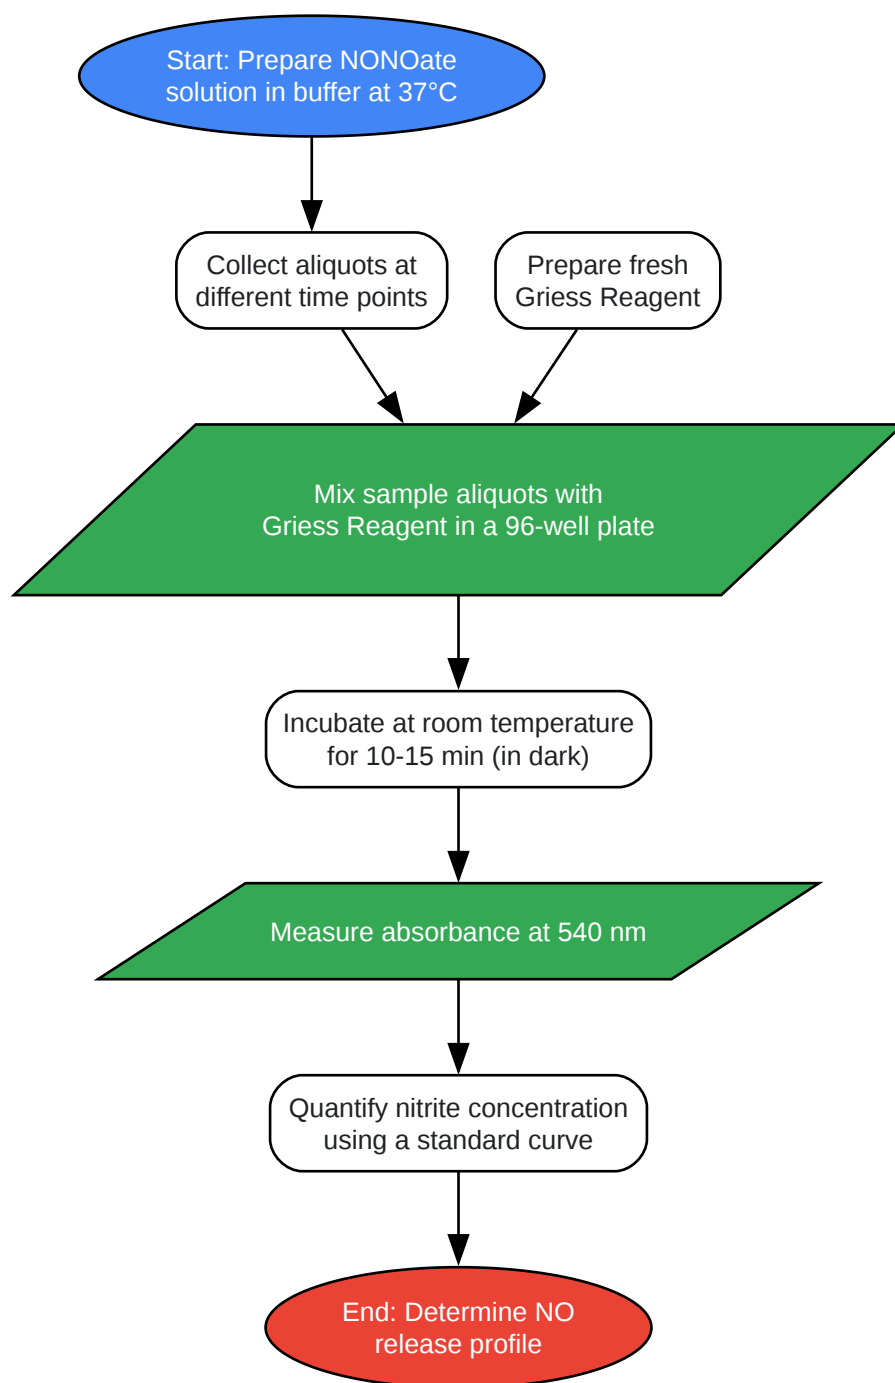 Start: Prepare NONOate
solution in buffer at 37°C
Collect aliquots at
different time points
Prepare fresh
Griess Reagent
Mix sample aliquots with
Griess Reagent in a 96-well plate
Incubate at room temperature
for 10-15 min (in dark)
Measure absorbance at 540 nm
Quantify nitrite concentration
using a standard curve
End: Determine NO
release profile